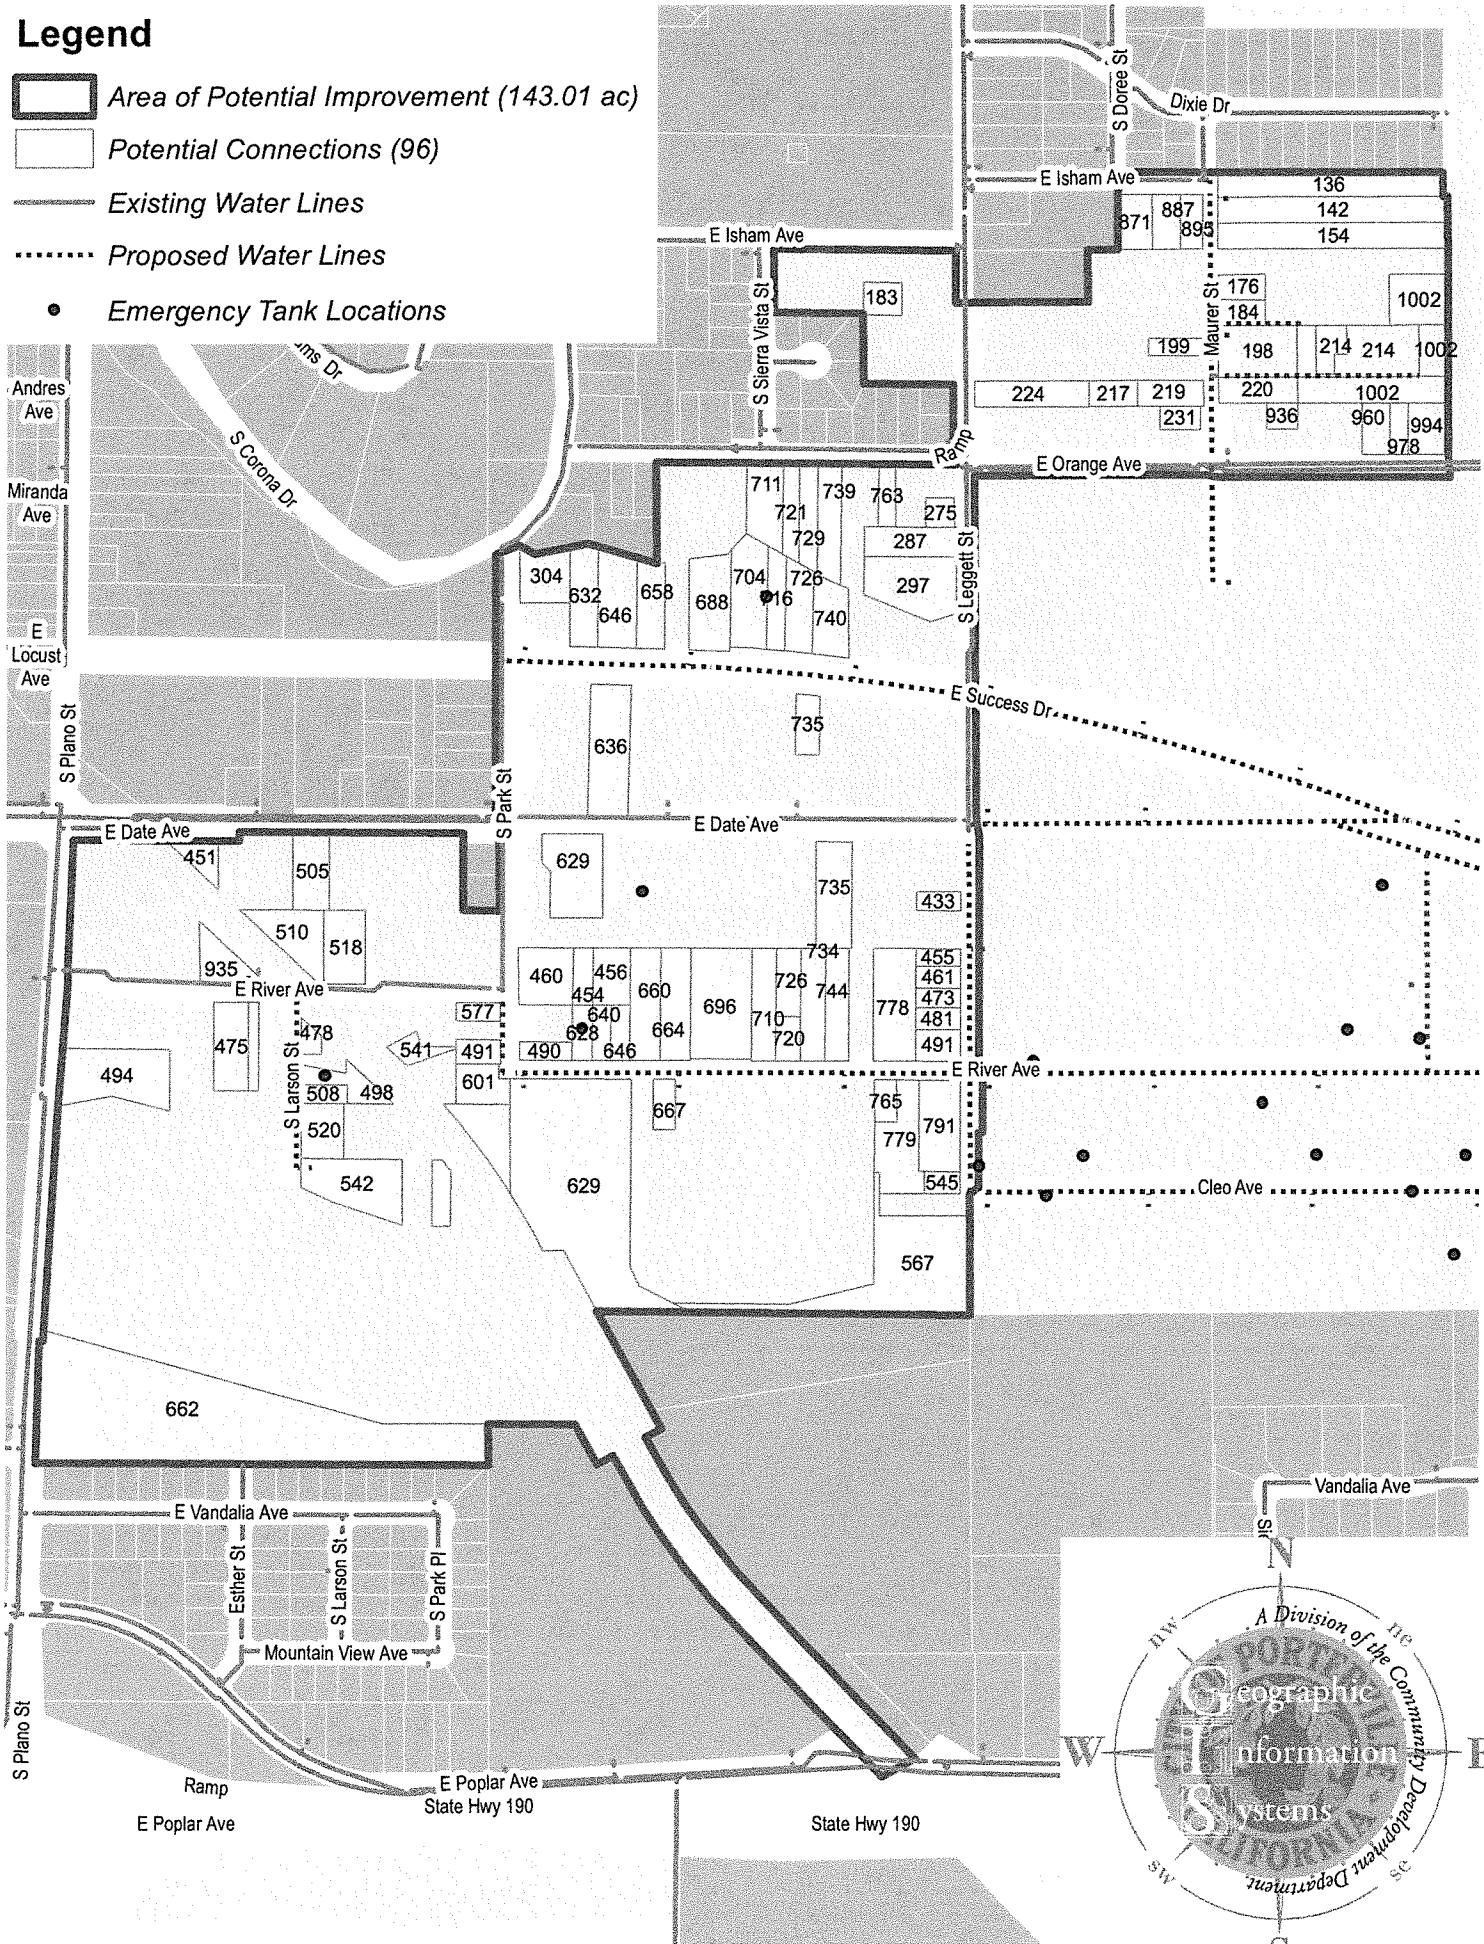 Legend
Area of Potential Improvement (143.01 ac)
Potential Connections (96)
Existing Water Lines
Proposed Water Lines
Emergency Tank Locations
S Doree St
Dixie Dr
E Isham Ave
136
142
154
871
887
895
E Isham Ave
S Sierra Vista St
183
Maurer St
176
184
1002
199
198
214
214
1002
224
217
219
220
1002
231
936
960
994
978
Ramp
E Orange Ave
Andres
Ave
Miranda
Ave
S Corona Dr
E
Locust
Ave
S Plano St
711
721
729
739
763
275
287
297
S Leggett St
304
632
646
658
688
704
726
740
E Success Dr
636
735
S Park St
E Date Ave
E Date Ave
451
505
510
518
935
E River Ave
629
735
433
734
455
461
473
481
491
460
456
454
640
628
646
490
660
664
696
710
726
720
744
778
577
491
601
541
475
478
494
S Larson St
508
498
520
542
E River Ave
667
765
779
791
545
629
567
Cleo Ave
662
E Vandalia Ave
Esther St
S Larson St
S Park Pl
Mountain View Ave
Vandalia Ave
S Plano St
Ramp
E Poplar Ave
State Hwy 190
E Poplar Ave
State Hwy 190
N
nw
ne
W
sw
se
A Division of the Community Development Department
Geographic
Information
Systems